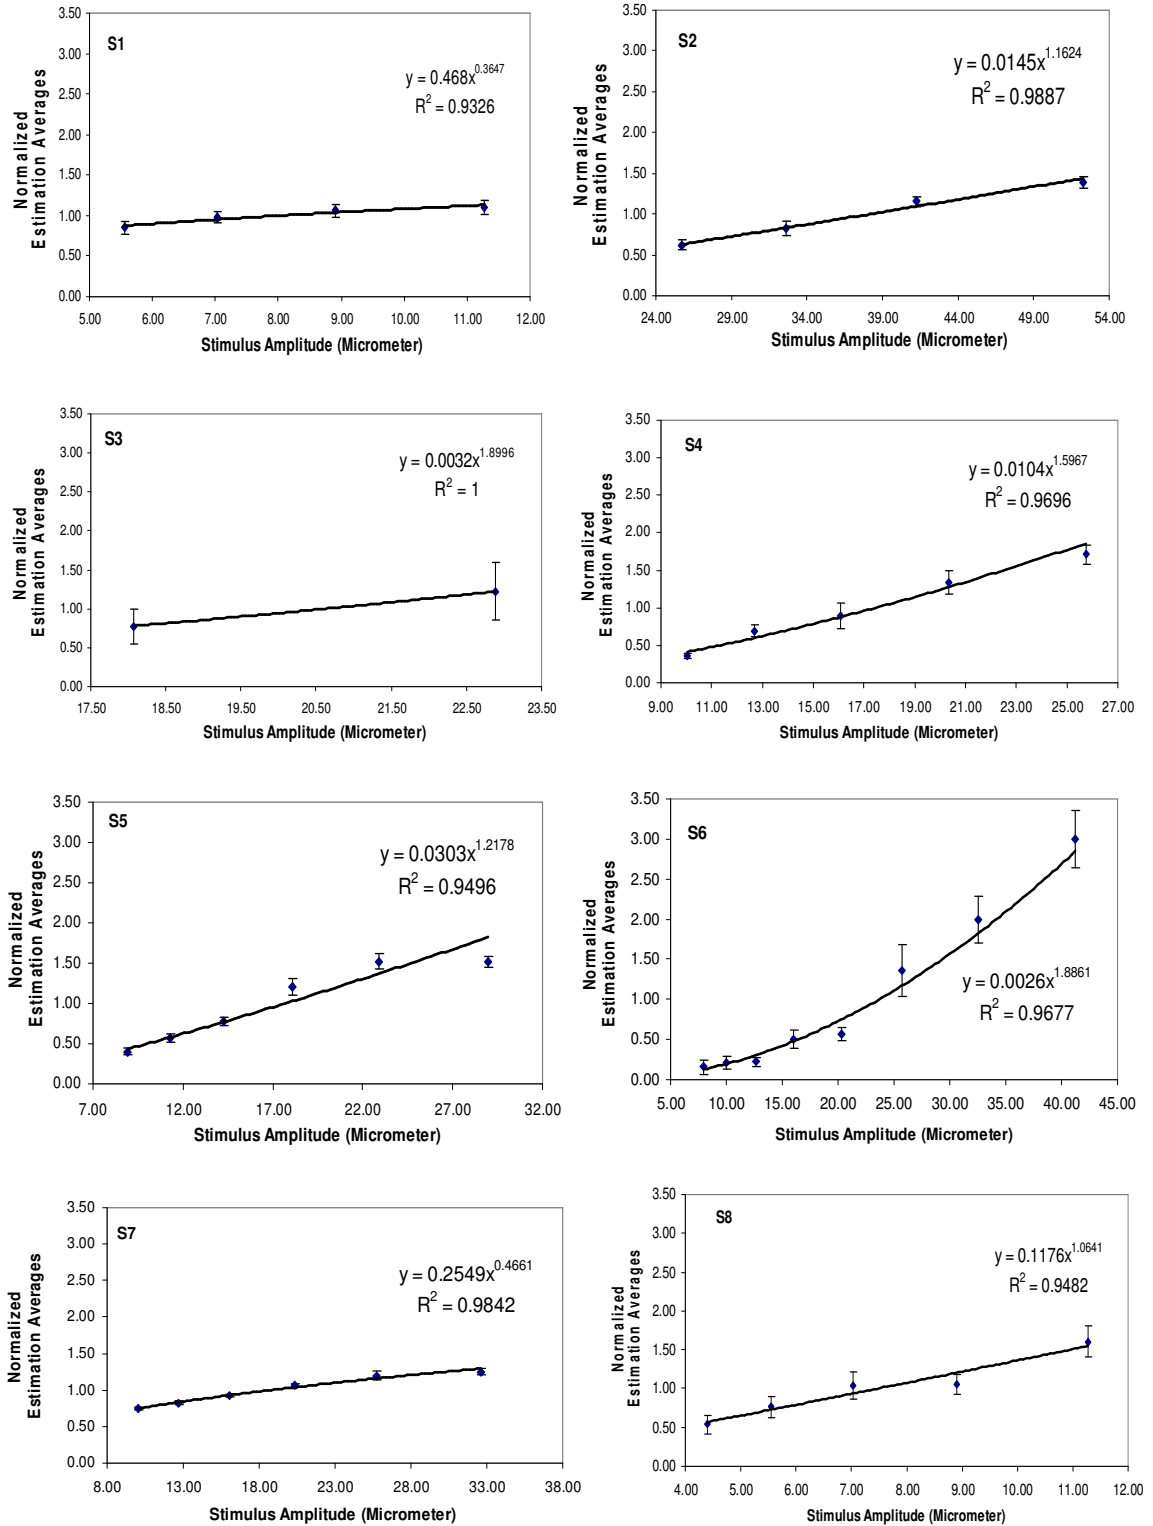 S1
y = 0.468x^0.3647
R² = 0.9326
Normalized
Estimation Averages
3.50
3.00
2.50
2.00
1.50
1.00
0.50
0.00
5.00 6.00 7.00 8.00 9.00 10.00 11.00 12.00
Stimulus Amplitude (Micrometer)
S2
y = 0.0145x^1.1624
R² = 0.9887
Normalized
Estimation Averages
3.50
3.00
2.50
2.00
1.50
1.00
0.50
0.00
24.00 29.00 34.00 39.00 44.00 49.00 54.00
Stimulus Amplitude (Micrometer)
S3
y = 0.0032x^1.8996
R² = 1
Normalized
Estimation Averages
3.50
3.00
2.50
2.00
1.50
1.00
0.50
0.00
17.50 18.50 19.50 20.50 21.50 22.50 23.50
Stimulus Amplitude (Micrometer)
S4
y = 0.0104x^1.5967
R² = 0.9696
Normalized
Estimation Averages
3.50
3.00
2.50
2.00
1.50
1.00
0.50
0.00
9.00 11.00 13.00 15.00 17.00 19.00 21.00 23.00 25.00 27.00
Stimulus Amplitude (Micrometer)
S5
y = 0.0303x^1.2178
R² = 0.9496
Normalized
Estimation Averages
3.50
3.00
2.50
2.00
1.50
1.00
0.50
0.00
7.00 12.00 17.00 22.00 27.00 32.00
Stimulus Amplitude (Micrometer)
S6
y = 0.0026x^1.8861
R² = 0.9677
Normalized
Estimation Averages
3.50
3.00
2.50
2.00
1.50
1.00
0.50
0.00
5.00 10.00 15.00 20.00 25.00 30.00 35.00 40.00 45.00
Stimulus Amplitude (Micrometer)
S7
y = 0.2549x^0.4661
R² = 0.9842
Normalized
Estimation Averages
3.50
3.00
2.50
2.00
1.50
1.00
0.50
0.00
8.00 13.00 18.00 23.00 28.00 33.00 38.00
Stimulus Amplitude (Micrometer)
S8
y = 0.1176x^1.0641
R² = 0.9482
Normalized
Estimation Averages
3.50
3.00
2.50
2.00
1.50
1.00
0.50
0.00
4.00 5.00 6.00 7.00 8.00 9.00 10.00 11.00 12.00
Stimulus Amplitude (Micrometer)